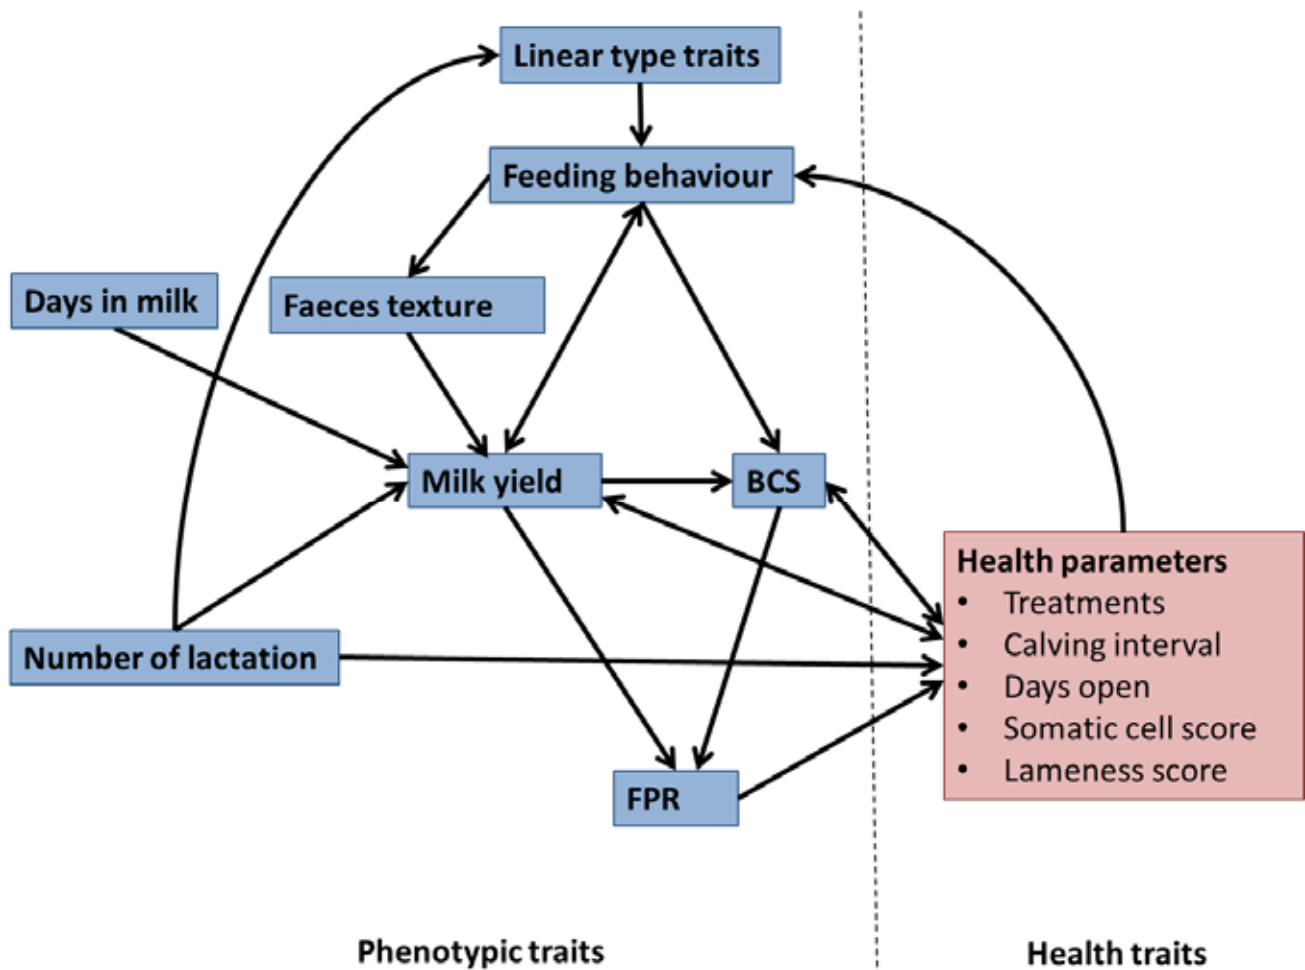 Linear type traits
Feeding behaviour
Days in milk
Faeces texture
Milk yield
BCS
Number of lactation
Health parameters
• Treatments
• Calving interval
• Days open
• Somatic cell score
• Lameness score
FPR
Phenotypic traits
Health traits